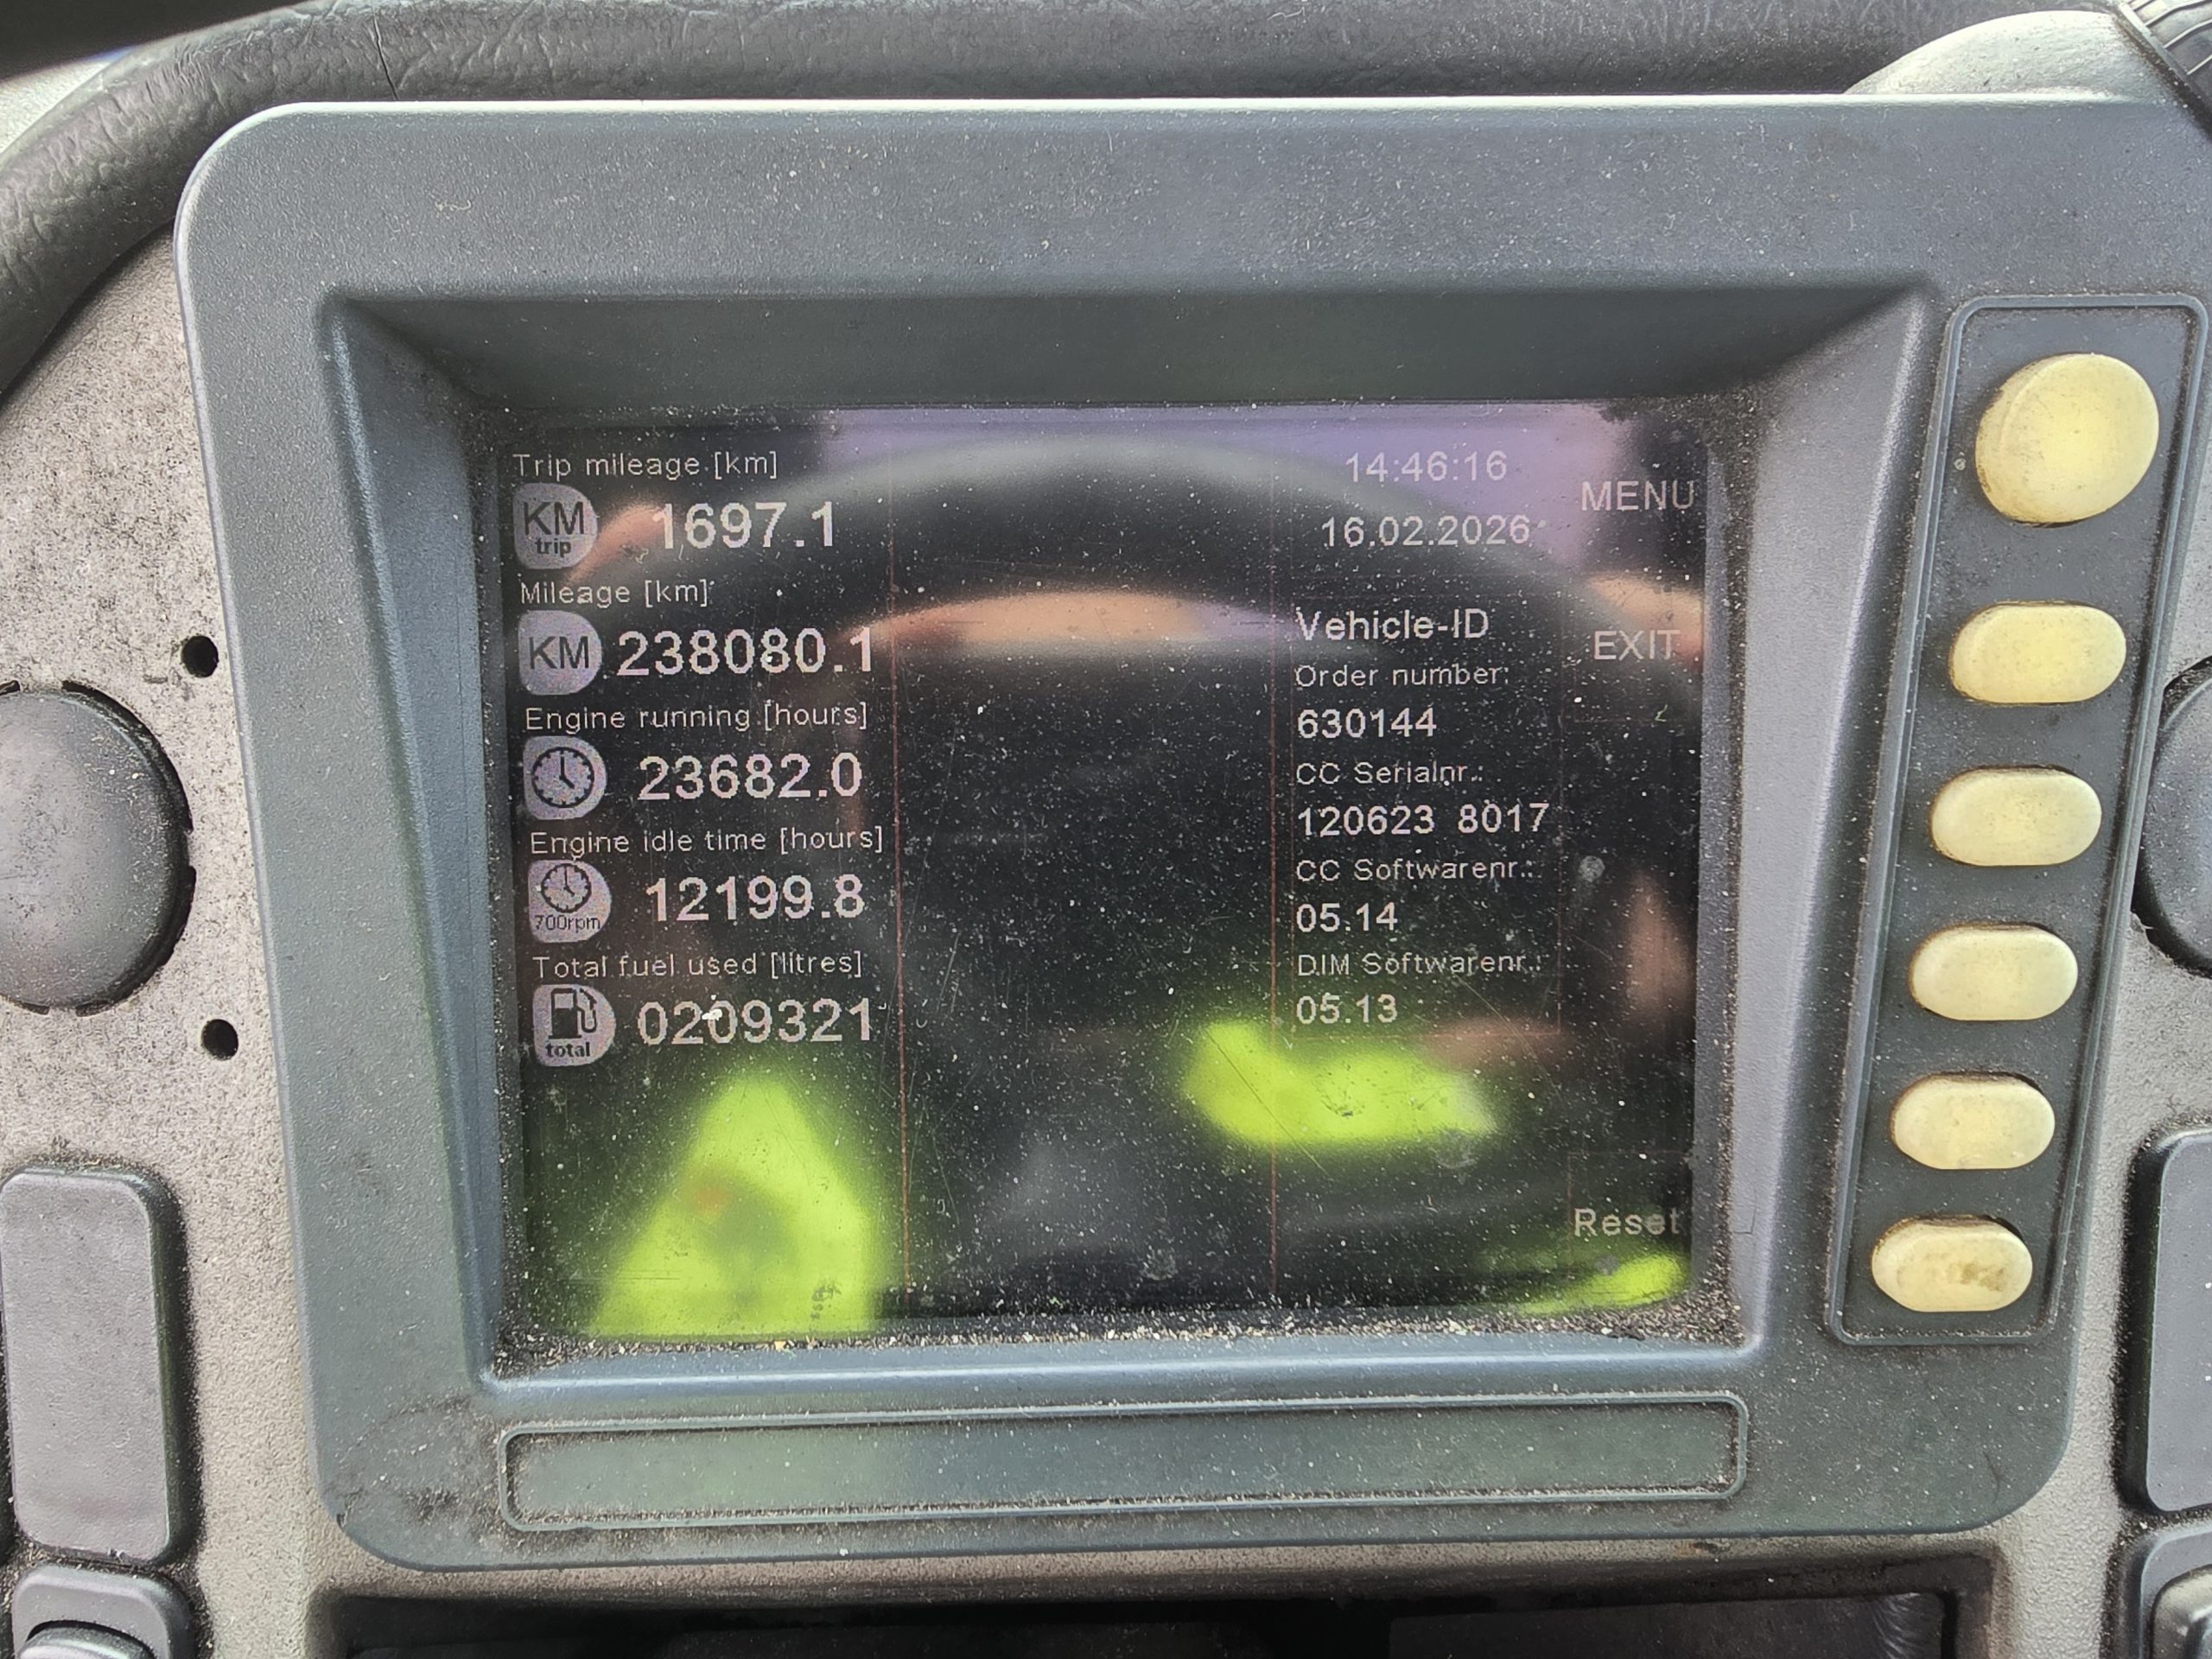 Trip mileage [km]
KM
trip
1697.1
Mileage [km]
KM
238080.1
Engine running [hours]
23682.0
Engine idle time [hours]
700rpm
12199.8
Total fuel used [litres]
total
0209321
14:46:16
16.02.2026
Vehicle-ID
Order number:
630144
CC Serialnr.:
120623 8017
CC Softwarenr.:
05.14
DIM Softwarenr.:
05.13
MENU
EXIT
Reset